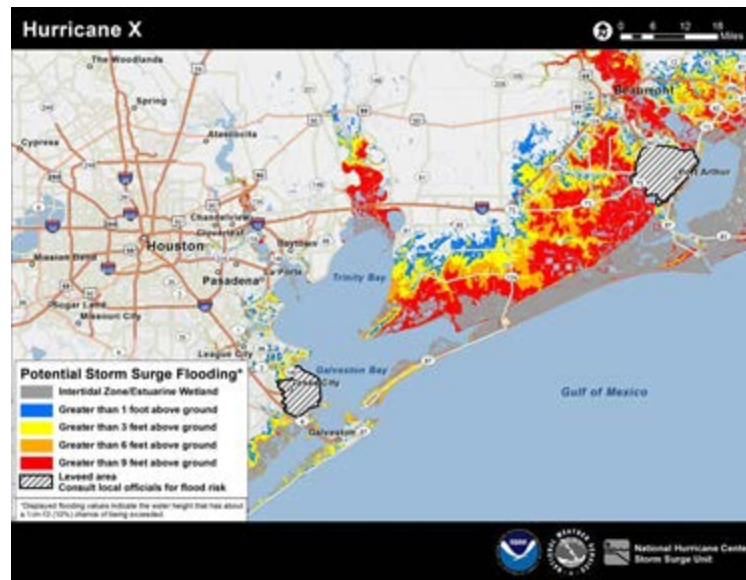 Hurricane X
0 6 12 18
Miles
The Woodlands
Spring
Cypress
Atascocita
Beaumont
Port Arthur
Channelview
Cloverleaf
Houston
Baytown
Mission Bend
Pasadena
La Porte
Trinity Bay
Sugar Land
Missouri City
League City
Galveston Bay
Texas City
Gulf of Mexico
Galveston
Potential Storm Surge Flooding*
Intertidal Zone/Estuarine Wetland
Greater than 1 foot above ground
Greater than 3 feet above ground
Greater than 6 feet above ground
Greater than 9 feet above ground
Leveed area
Consult local officials for flood risk
*Displayed flooding values indicate the water height that has about
a 1-in-10 (10%) chance of being exceeded.
NOAA
National Hurricane Center
Storm Surge Unit